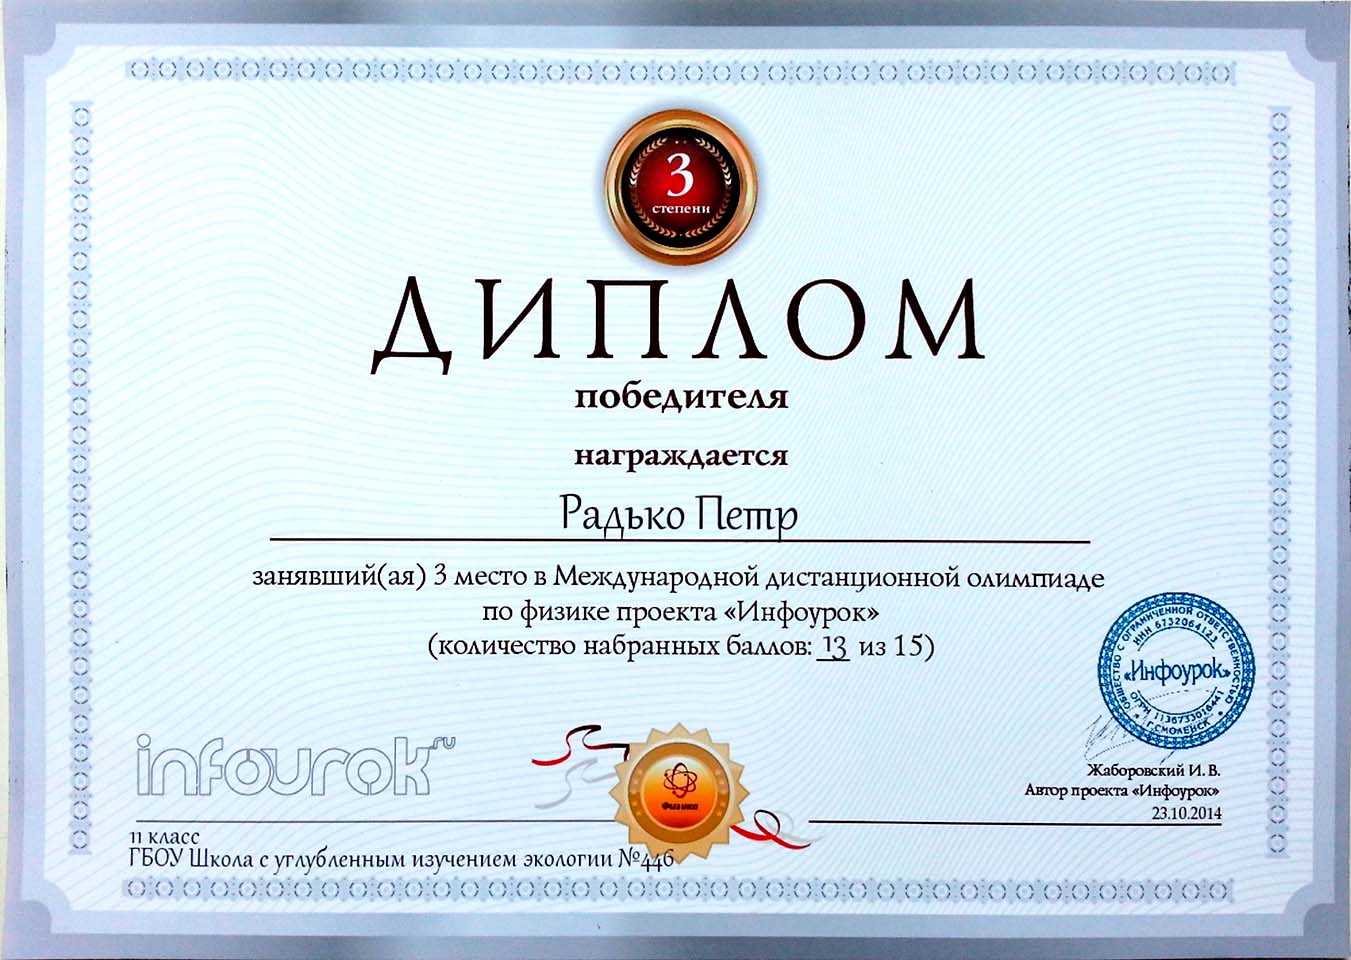 3
степени
ДИПЛОМ
победителя
награждается
Радько Петр
занявший(ая) 3 место в Международной дистанционной олимпиаде
по физике проекта «Инфоурок»
(количество набранных баллов: 13 из 15)
ОБЩЕСТВО С ОГРАНИЧЕННОЙ ОТВЕТСТВЕННОСТЬЮ
ИНН 6732064123
«Инфоурок»
ОГРН 1136733016441
Г.СМОЛЕНСК
infourok.ru
Физика
Жаборовский И. В.
Автор проекта «Инфоурок»
23.10.2014
11 класс
ГБОУ Школа с углубленным изучением экологии №446